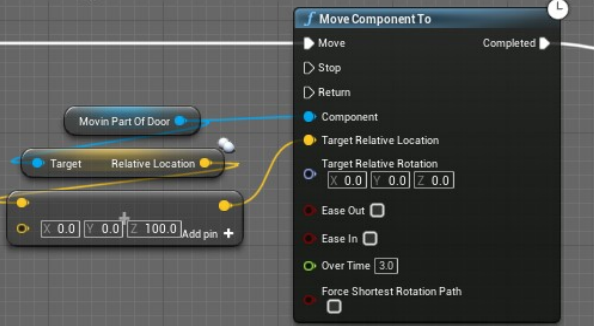 f Move Component To
Move Completed
Stop
Return
Movin Part Of Door
Component
Target Relative Location
Target Relative Location
Target Relative Rotation
X 0.0 Y 0.0 Z 0.0
X 0.0 Y 0.0 Z 100.0 Add pin +
Ease Out
Ease In
Over Time 3.0
Force Shortest Rotation Path